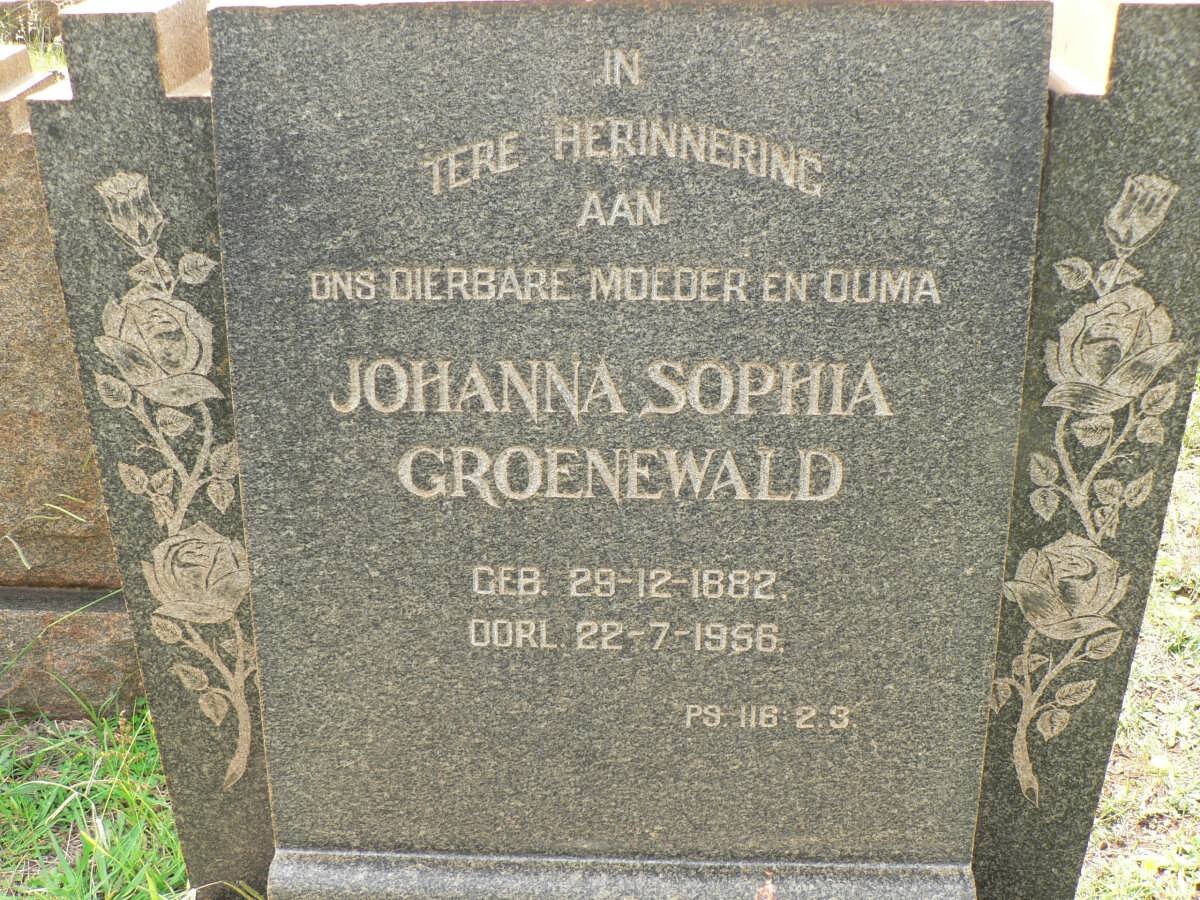 IN
TERE HERINNERING
AAN
ONS DIERBARE MOEDER EN OUMA
JOHANNA SOPHIA
GROENEWALD
GEB. 29-12-1882.
OORL. 22-7-1956.
PS. 116: 2.3.